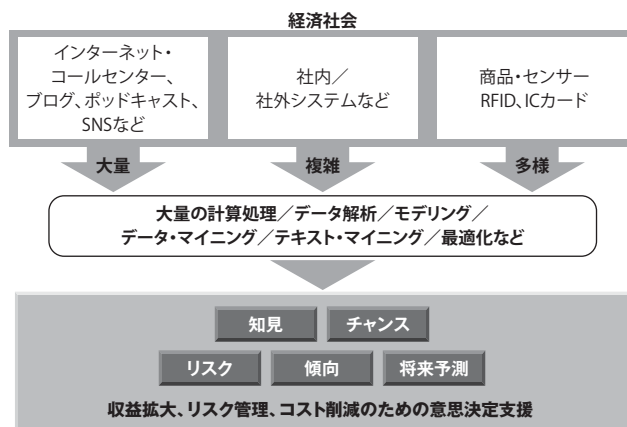 経済社会
インターネット・
コールセンター、
ブログ、ポッドキャスト、
SNSなど
社内／
社外システムなど
商品・センサー
RFID、ICカード
大量
複雑
多様
大量の計算処理／データ解析／モデリング／
データ・マイニング／テキスト・マイニング／最適化など
知見
チャンス
リスク
傾向
将来予測
収益拡大、リスク管理、コスト削減のための意思決定支援